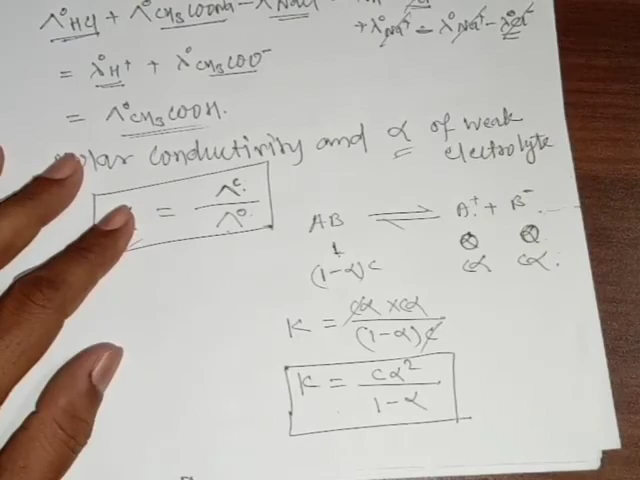 Λ°HCl + Λ°CH₃COONa - Λ°NaCl
+λ°Na⁺ - λ°Na⁺ - λ°Cl⁻
= λ°H⁺ + λ°CH₃COO⁻
= Λ°CH₃COOH.
molar conductivity and α of weak electrolyte
= Λᶜ / Λ°
AB ⇌ A⁺ + B⁻
(1-α)c cα cα.
K = cα × cα / (1-α)c
K = cα² / 1-α